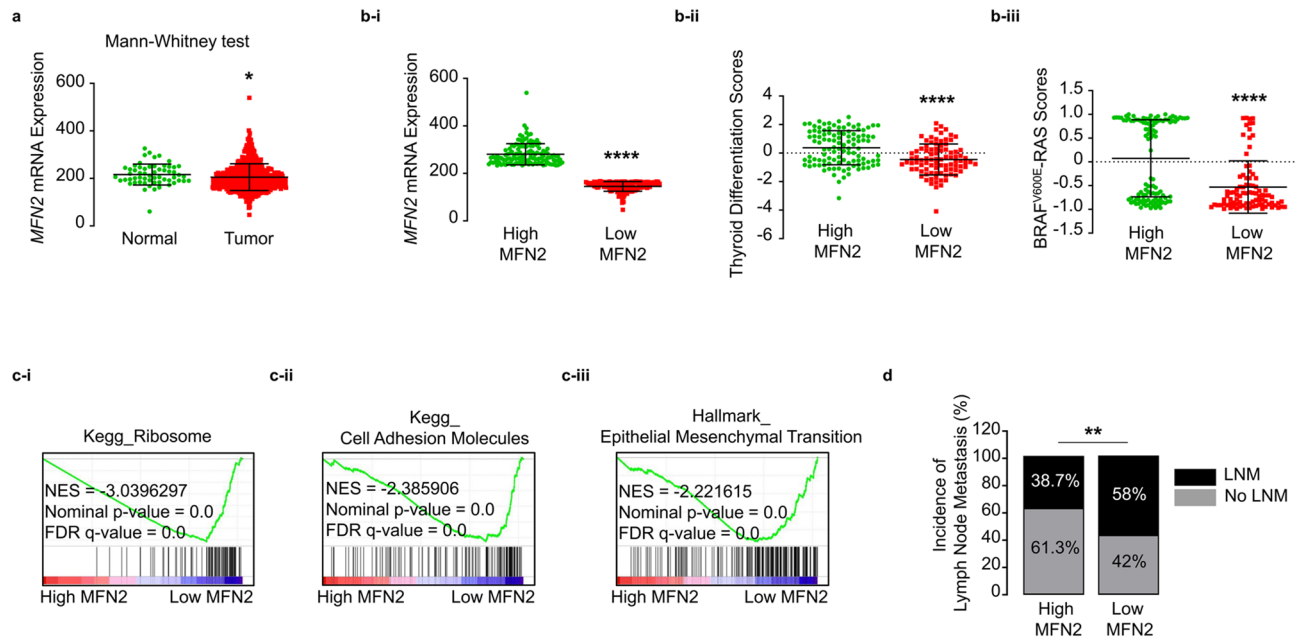 a
Mann-Whitney test
MFN2 mRNA Expression
600
400
200
0
*
Normal
Tumor
b-i
MFN2 mRNA Expression
600
400
200
0
****
High
MFN2
Low
MFN2
b-ii
Thyroid Differentiation Scores
4
2
0
-2
-4
-6
****
High
MFN2
Low
MFN2
b-iii
BRAFV600E-RAS Scores
1.5
1.0
0.5
0
-0.5
-1.0
-1.5
****
High
MFN2
Low
MFN2
c-i
Kegg_Ribosome
NES = -3.0396297
Nominal p-value = 0.0
FDR q-value = 0.0
High MFN2
Low MFN2
c-ii
Kegg_
Cell Adhesion Molecules
NES = -2.385906
Nominal p-value = 0.0
FDR q-value = 0.0
High MFN2
Low MFN2
c-iii
Hallmark_
Epithelial Mesenchymal Transition
NES = -2.221615
Nominal p-value = 0.0
FDR q-value = 0.0
High MFN2
Low MFN2
d
Incidence of
Lymph Node Metastasis (%)
120
100
80
60
40
20
0
**
38.7%
61.3%
58%
42%
High
MFN2
Low
MFN2
LNM
No LNM